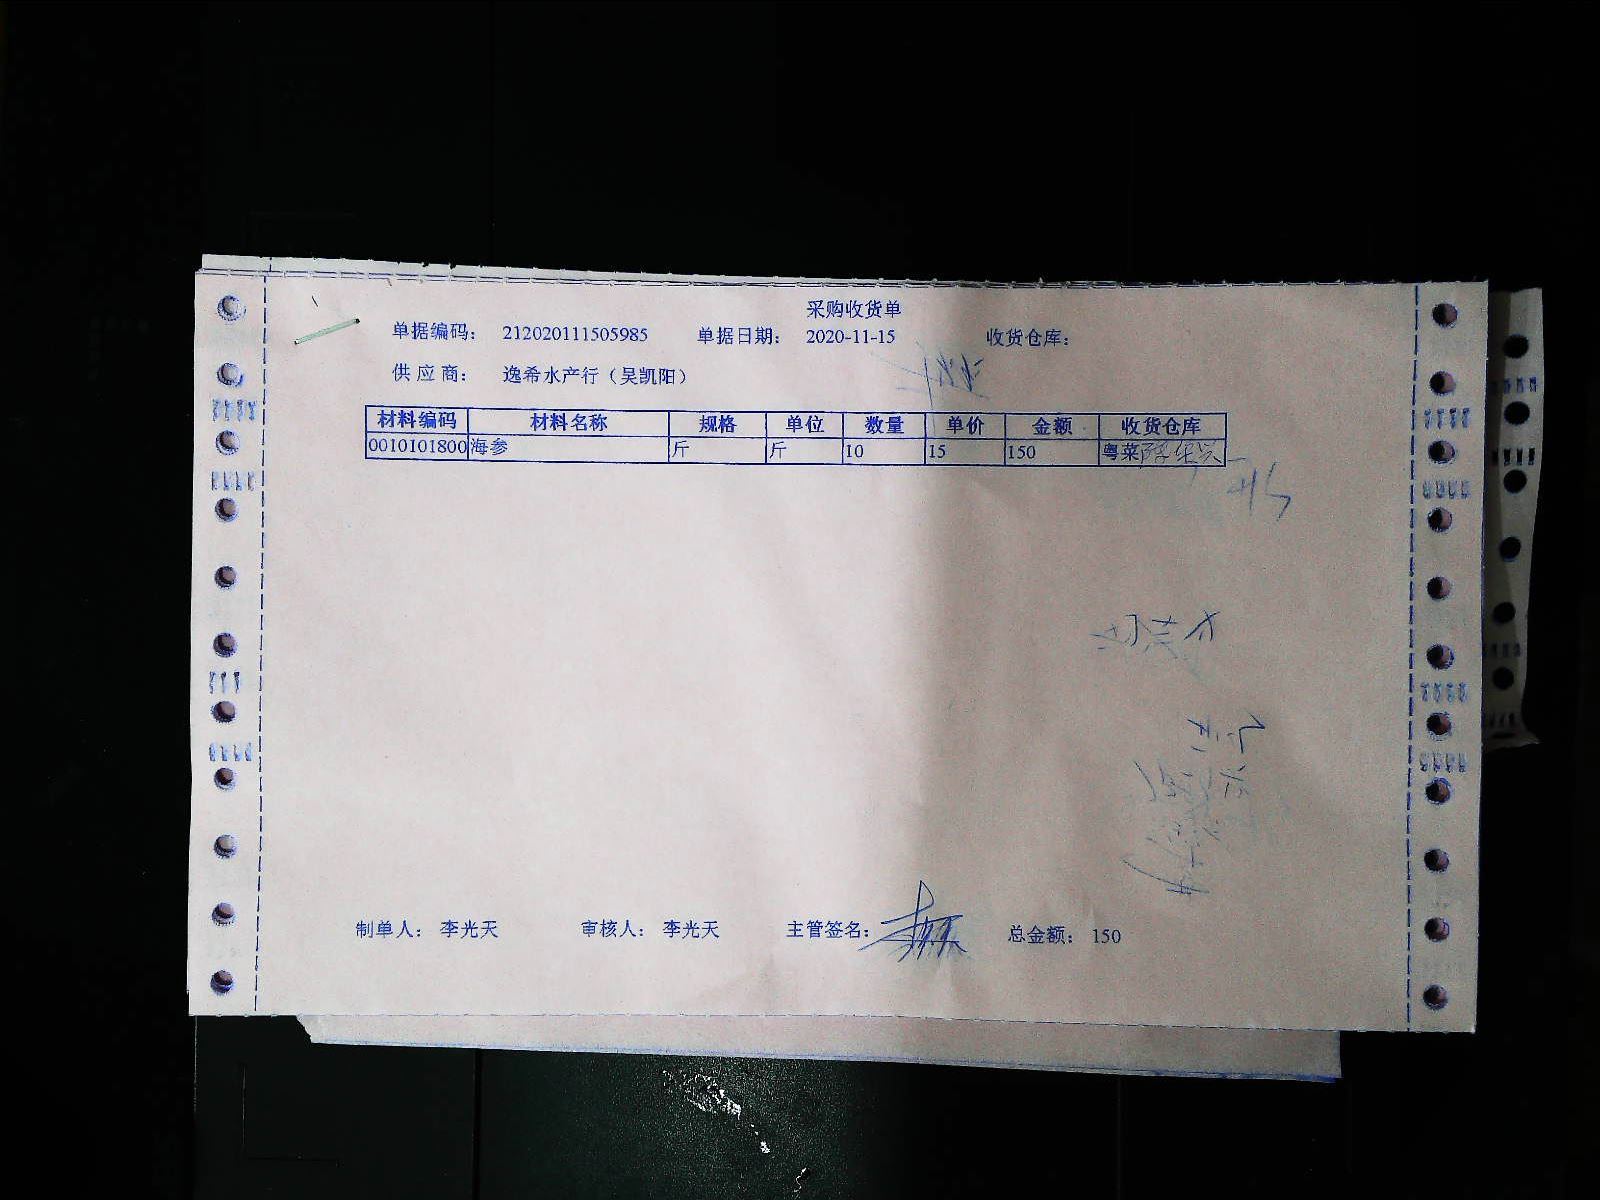 采购收货单
单据编码： 212020111505985 单据日期： 2020-11-15 收货仓库：
供 应 商： 逸希水产行（吴凯阳）
材料编码 材料名称 规格 单位 数量 单价 金额 收货仓库
0010101800 海参 斤 斤 10 15 150 粤菜
制单人： 李光天 审核人： 李光天 主管签名： 总金额： 150